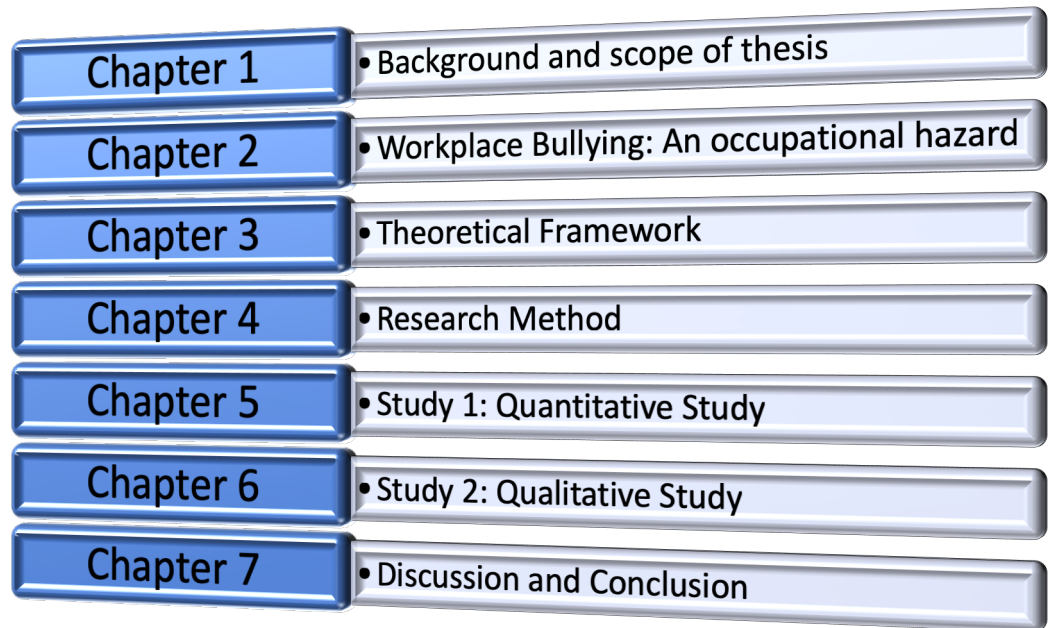 Chapter 1
• Background and scope of thesis
Chapter 2
• Workplace Bullying: An occupational hazard
Chapter 3
• Theoretical Framework
Chapter 4
• Research Method
Chapter 5
• Study 1: Quantitative Study
Chapter 6
• Study 2: Qualitative Study
Chapter 7
• Discussion and Conclusion